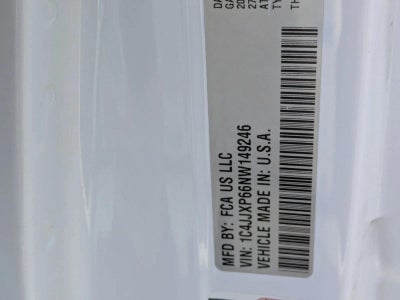 MFD BY: FCA US LLC
VIN: 1C4JJXP66NW149246
VEHICLE MADE IN: U.S.A.